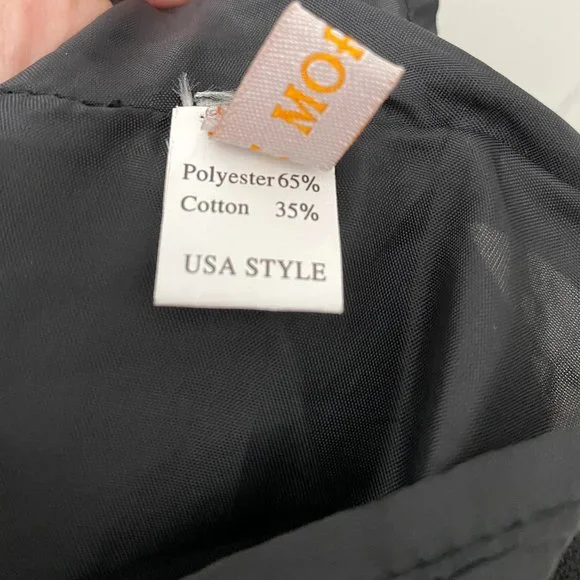 Polyester 65%
Cotton 35%
USA STYLE